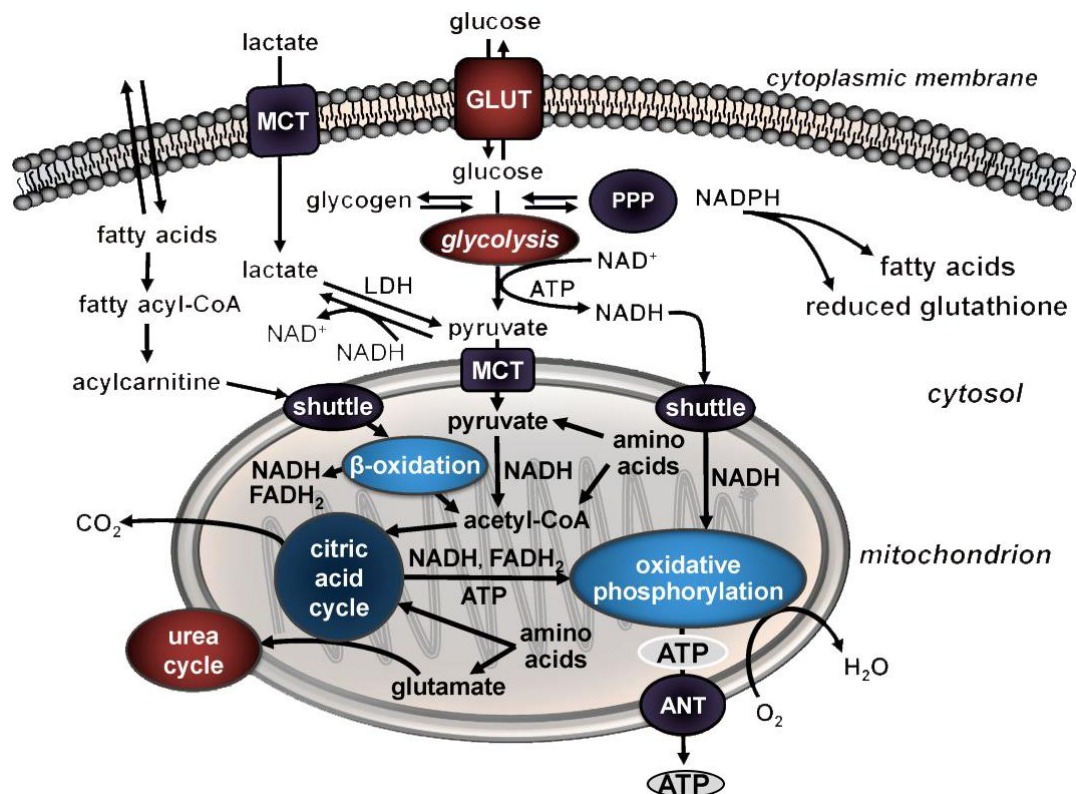 glucose
lactate
cytoplasmic membrane
GLUT
MCT
glucose
glycogen
PPP
NADPH
fatty acids
glycolysis
NAD⁺
fatty acids
lactate
LDH
ATP
reduced glutathione
fatty acyl-CoA
NADH
NAD⁺
pyruvate
NADH
MCT
acylcarnitine
cytosol
shuttle
shuttle
pyruvate
amino
acids
β-oxidation
NADH
FADH₂
NADH
NADH
acetyl-CoA
CO₂
citric
acid
cycle
NADH, FADH₂
ATP
oxidative
phosphorylation
mitochondrion
urea
cycle
amino
acids
glutamate
ATP
H₂O
ANT
O₂
ATP